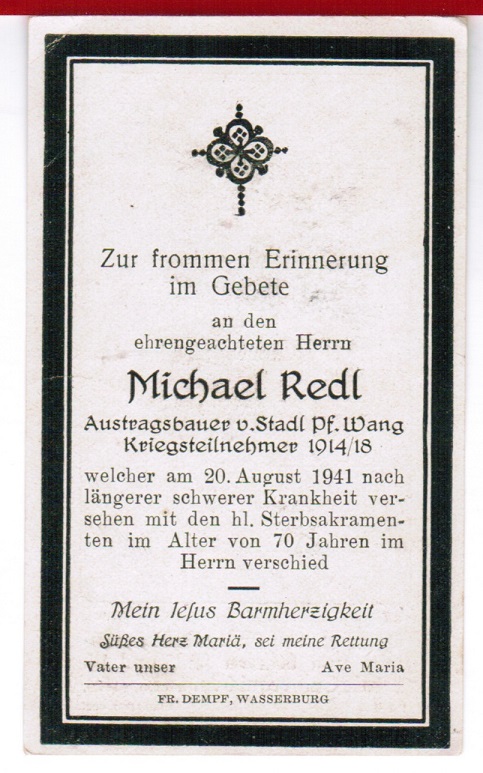 Zur frommen Erinnerung
im Gebete
an den
ehrengeachteten Herrn
Michael Redl
Austragsbauer v. Stadl Pf. Wang
Kriegsteilnehmer 1914/18
welcher am 20. August 1941 nach
längerer schwerer Krankheit ver-
sehen mit den hl. Sterbsakramen-
ten im Alter von 70 Jahren im
Herrn verschied
Mein Jeſus Barmherzigkeit
Süßes Herz Mariä, sei meine Rettung
Vater unser Ave Maria
FR. DEMPF, WASSERBURG